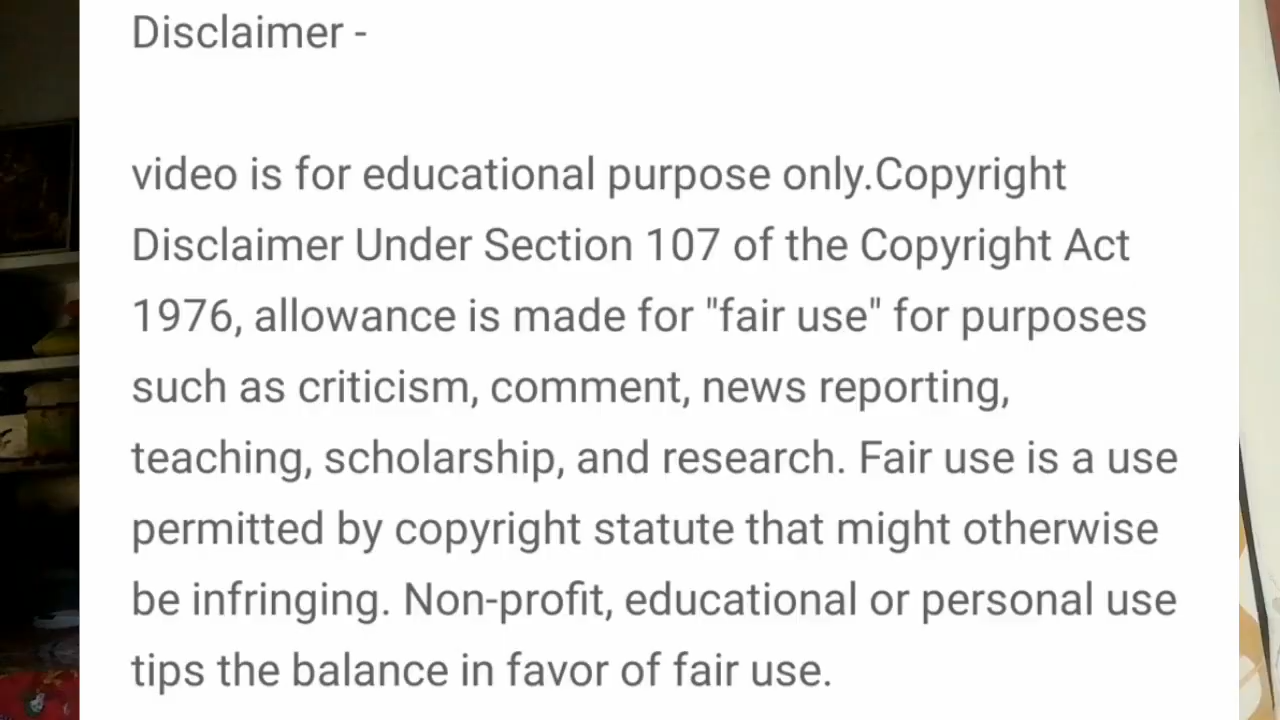 Disclaimer -
video is for educational purpose only.Copyright
Disclaimer Under Section 107 of the Copyright Act
1976, allowance is made for "fair use" for purposes
such as criticism, comment, news reporting,
teaching, scholarship, and research. Fair use is a use
permitted by copyright statute that might otherwise
be infringing. Non-profit, educational or personal use
tips the balance in favor of fair use.